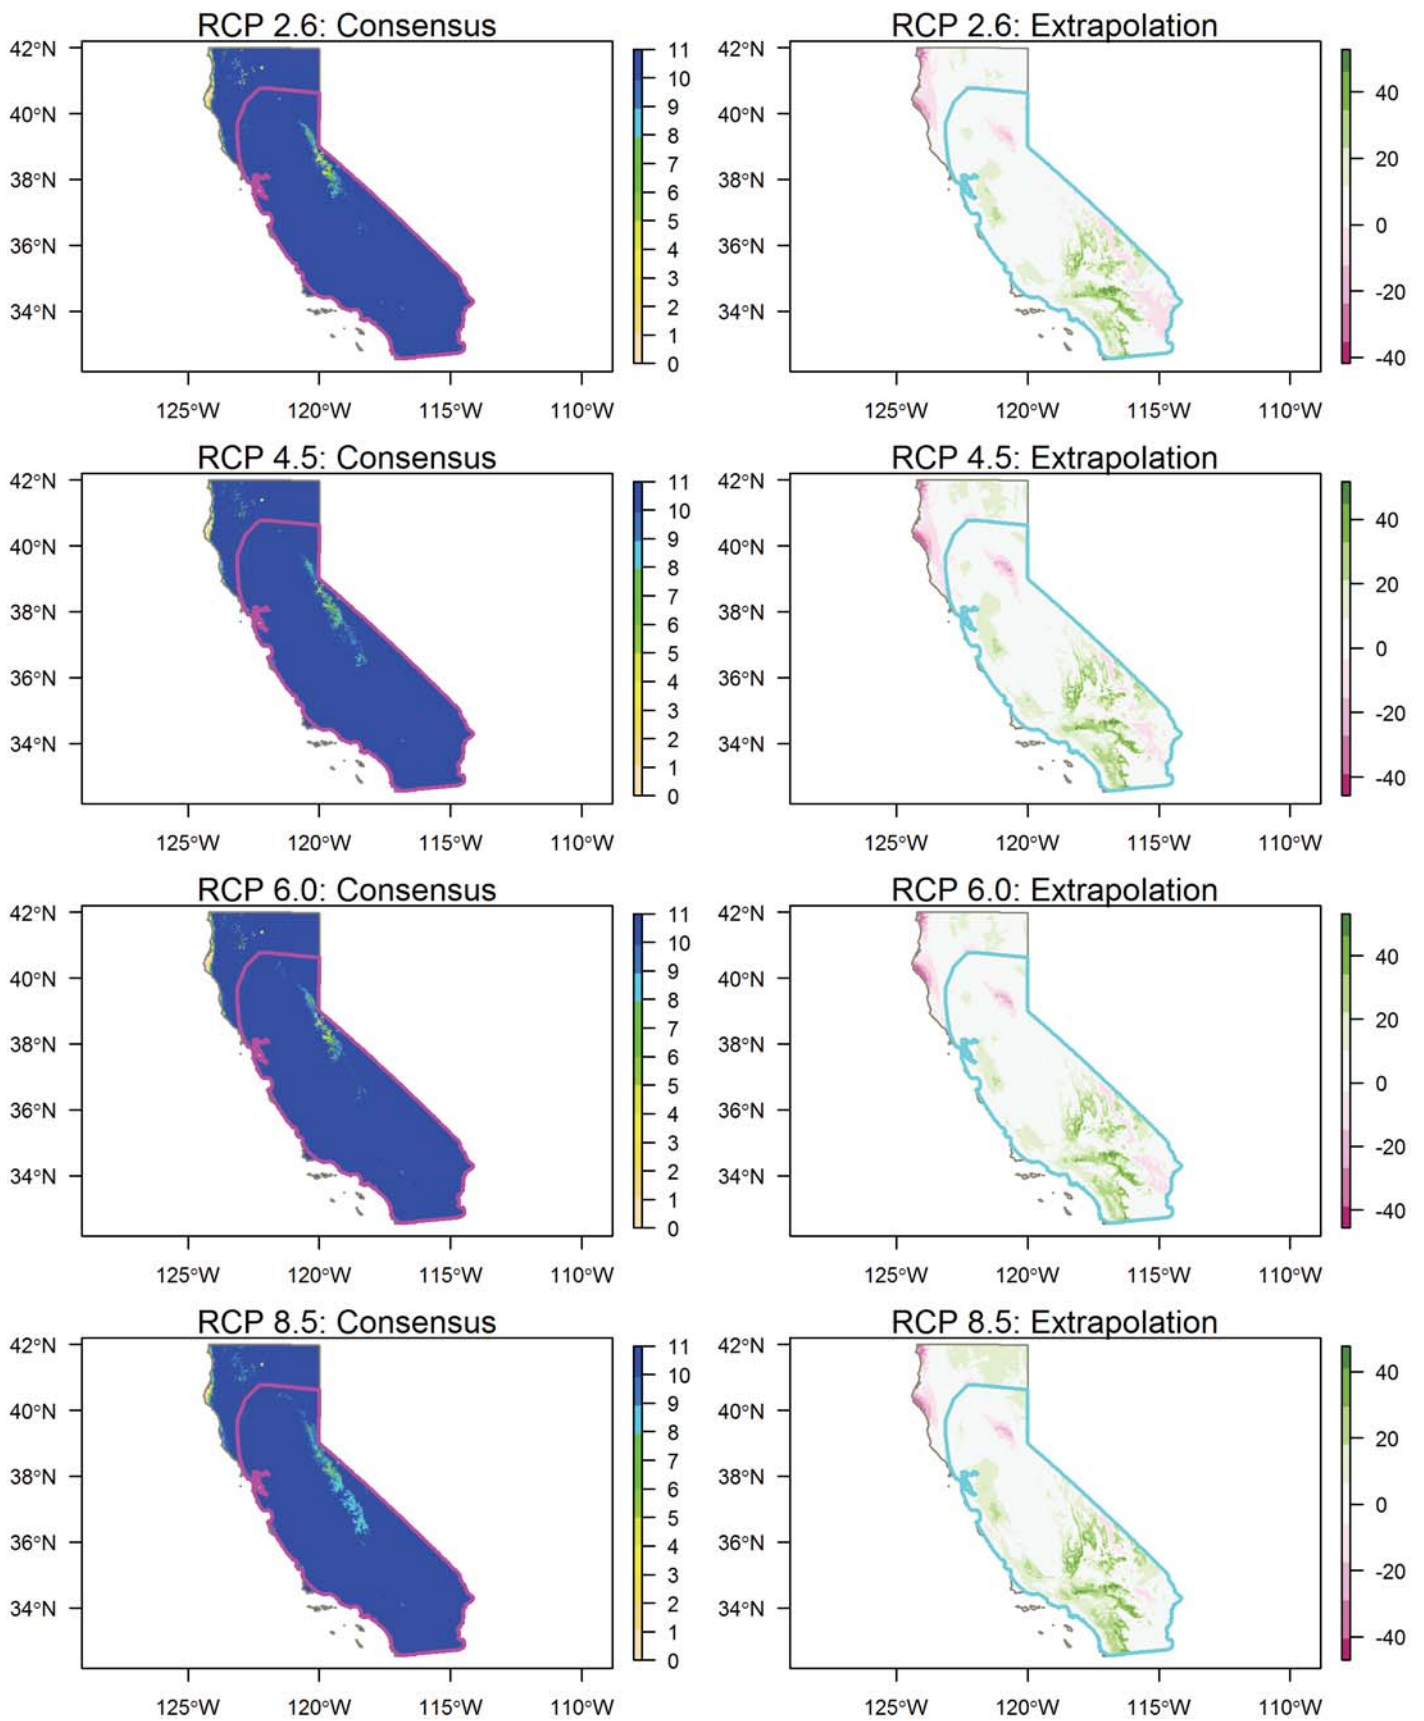 RCP 2.6: Consensus
42°N
40°N
38°N
36°N
34°N
11
10
9
8
7
6
5
4
3
2
1
0
125°W 120°W 115°W 110°W
RCP 2.6: Extrapolation
42°N
40°N
38°N
36°N
34°N
40
20
0
-20
-40
125°W 120°W 115°W 110°W
RCP 4.5: Consensus
42°N
40°N
38°N
36°N
34°N
11
10
9
8
7
6
5
4
3
2
1
0
125°W 120°W 115°W 110°W
RCP 4.5: Extrapolation
42°N
40°N
38°N
36°N
34°N
40
20
0
-20
-40
125°W 120°W 115°W 110°W
RCP 6.0: Consensus
42°N
40°N
38°N
36°N
34°N
11
10
9
8
7
6
5
4
3
2
1
0
125°W 120°W 115°W 110°W
RCP 6.0: Extrapolation
42°N
40°N
38°N
36°N
34°N
40
20
0
-20
-40
125°W 120°W 115°W 110°W
RCP 8.5: Consensus
42°N
40°N
38°N
36°N
34°N
11
10
9
8
7
6
5
4
3
2
1
0
125°W 120°W 115°W 110°W
RCP 8.5: Extrapolation
42°N
40°N
38°N
36°N
34°N
40
20
0
-20
-40
125°W 120°W 115°W 110°W